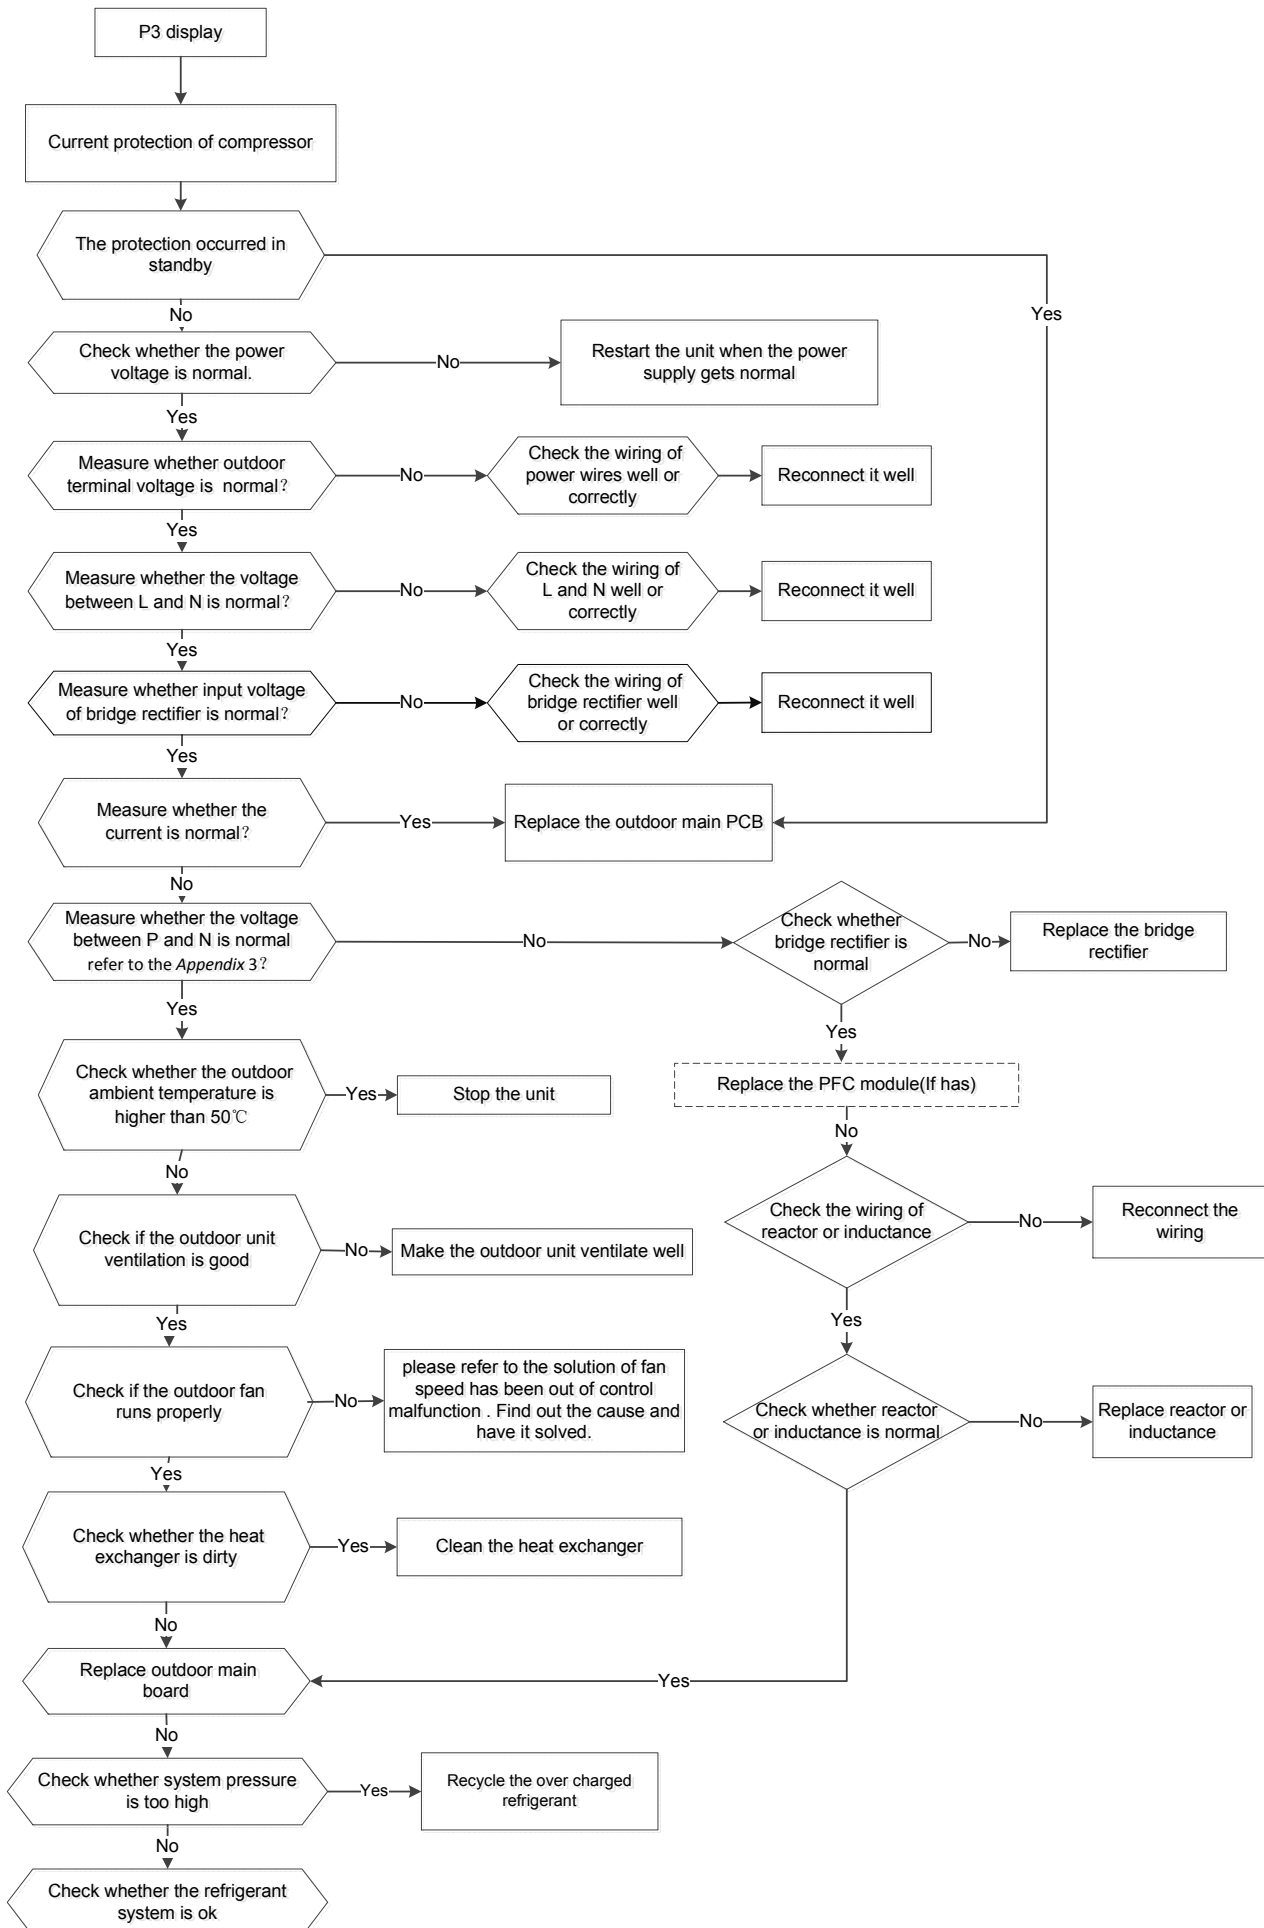 P3 display
Current protection of compressor
The protection occurred in
standby
Yes
No
Check whether the power
voltage is normal.
No
Restart the unit when the power
supply gets normal
Yes
Measure whether outdoor
terminal voltage is normal?
No
Check the wiring of
power wires well or
correctly
Reconnect it well
Yes
Measure whether the voltage
between L and N is normal?
No
Check the wiring of
L and N well or
correctly
Reconnect it well
Yes
Measure whether input voltage
of bridge rectifier is normal?
No
Check the wiring of
bridge rectifier well
or correctly
Reconnect it well
Yes
Measure whether the
current is normal?
Yes
Replace the outdoor main PCB
No
Measure whether the voltage
between P and N is normal
refer to the Appendix 3?
No
Check whether
bridge rectifier is
normal
No
Replace the bridge
rectifier
Yes
Yes
Check whether the outdoor
ambient temperature is
higher than 50℃
Yes
Stop the unit
Replace the PFC module(If has)
No
No
Check the wiring of
reactor or inductance
No
Reconnect the
wiring
Check if the outdoor unit
ventilation is good
No
Make the outdoor unit ventilate well
Yes
Yes
Check if the outdoor fan
runs properly
No
please refer to the solution of fan
speed has been out of control
malfunction . Find out the cause and
have it solved.
Check whether reactor
or inductance is normal
No
Replace reactor or
inductance
Yes
Check whether the heat
exchanger is dirty
Yes
Clean the heat exchanger
No
Replace outdoor main
board
Yes
No
Check whether system pressure
is too high
Yes
Recycle the over charged
refrigerant
No
Check whether the refrigerant
system is ok